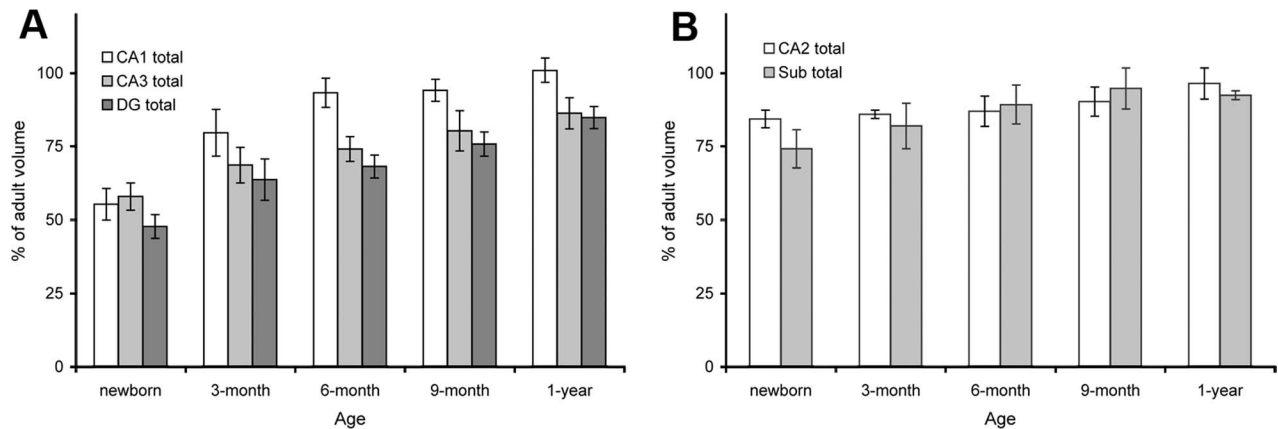 A
CA1 total
CA3 total
DG total
% of adult volume
100
75
50
25
0
newborn 3-month 6-month 9-month 1-year
Age
B
CA2 total
Sub total
% of adult volume
100
75
50
25
0
newborn 3-month 6-month 9-month 1-year
Age